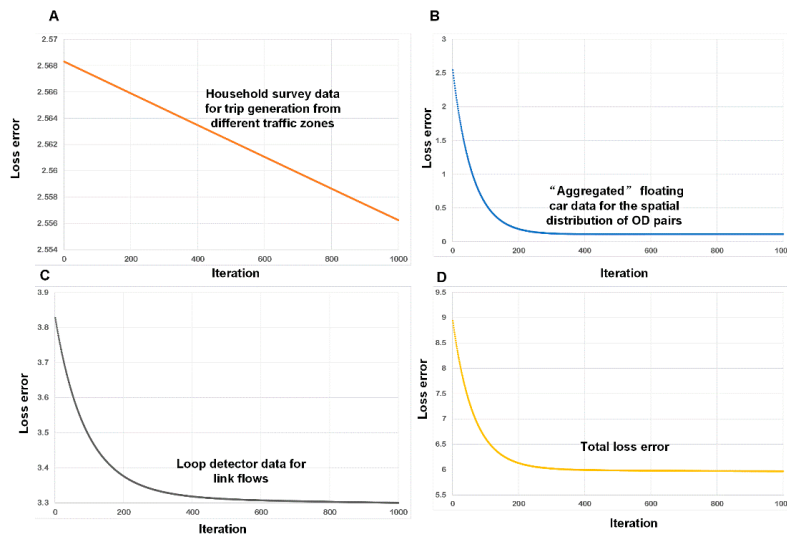 A
2.57
2.568
2.566
2.564
2.562
2.561
2.56
2.558
2.556
2.554
0
200
400
600
800
1000
Loss error
Iteration
Household survey data
for trip generation from
different traffic zones
B
3
2.5
2
1.5
1
0.5
0
0
200
400
600
800
1000
Loss error
Iteration
“Aggregated” floating
car data for the spatial
distribution of OD pairs
C
3.9
3.8
3.7
3.6
3.5
3.4
3.3
0
200
400
600
800
1000
Loss error
Iteration
Loop detector data for
link flows
D
9.5
9
8.5
8
7.5
7
6.5
6
5.5
0
200
400
600
800
1000
Loss error
Iteration
Total loss error